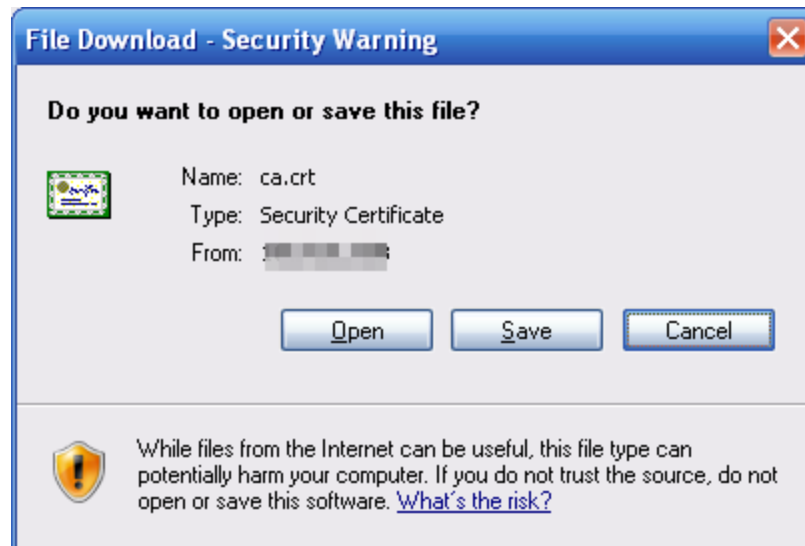 File Download - Security Warning
Do you want to open or save this file?
Name: ca.crt
Type: Security Certificate
From:
Open Save Cancel
While files from the Internet can be useful, this file type can
potentially harm your computer. If you do not trust the source, do not
open or save this software. What's the risk?